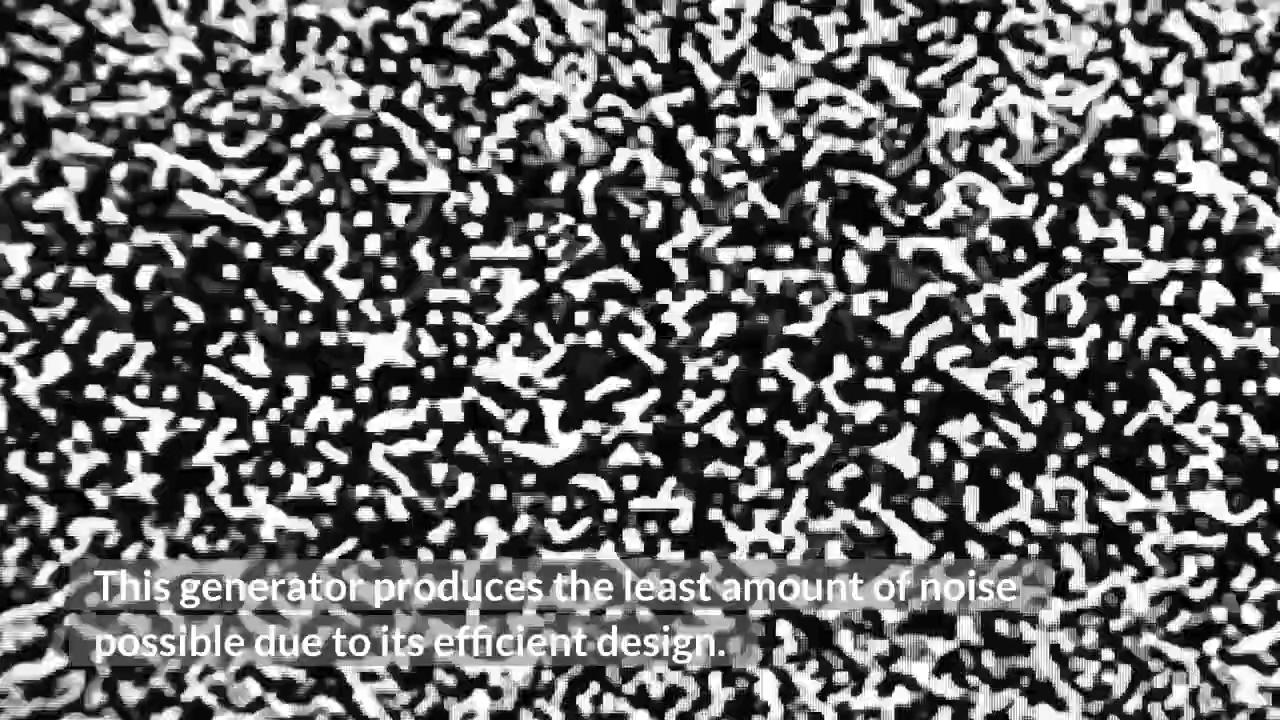 This generator produces the least amount of noise
possible due to its efficient design.